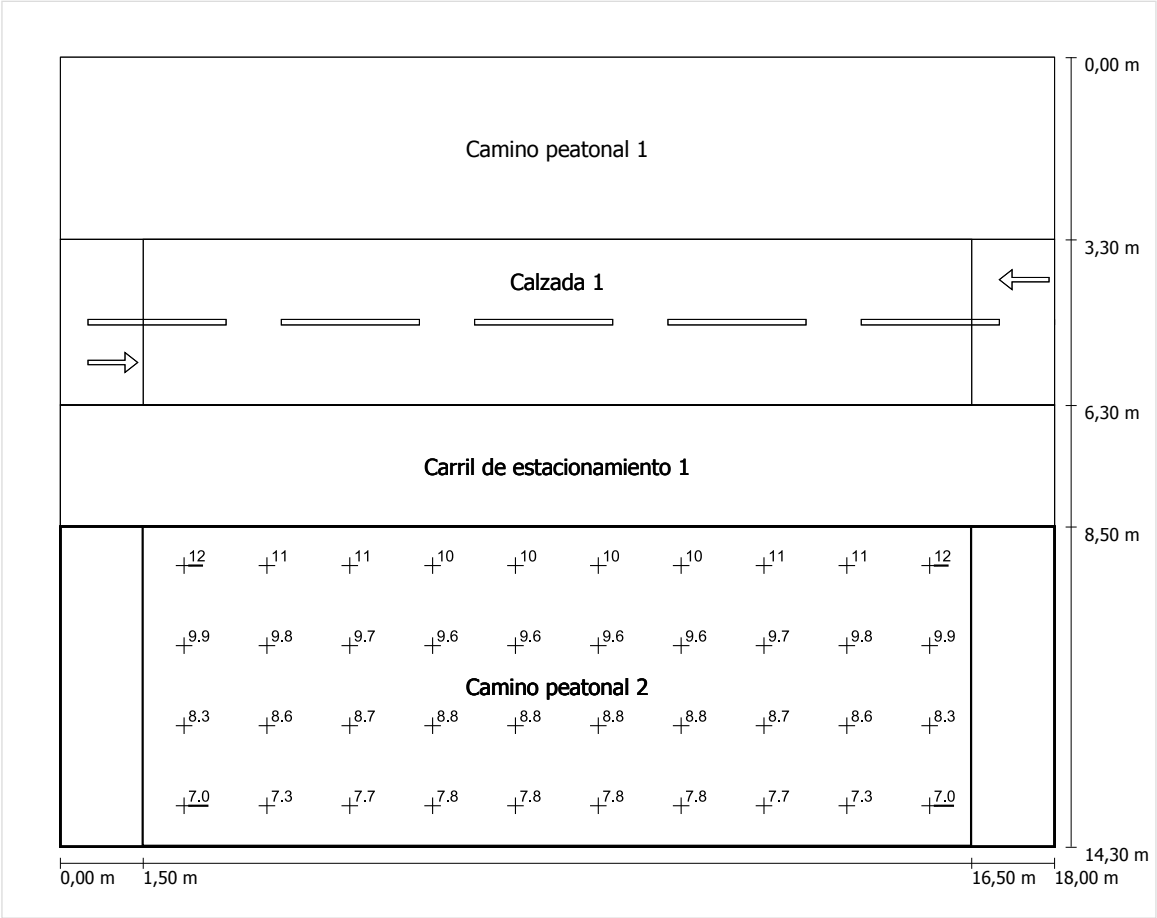 0,00 m
Camino peatonal 1
3,30 m
Calzada 1
6,30 m
Carril de estacionamiento 1
8,50 m
12 11 11 10 10 10 10 11 11 12
9.9 9.8 9.7 9.6 9.6 9.6 9.6 9.7 9.8 9.9
Camino peatonal 2
8.3 8.6 8.7 8.8 8.8 8.8 8.8 8.7 8.6 8.3
7.0 7.3 7.7 7.8 7.8 7.8 7.8 7.7 7.3 7.0
14,30 m
0,00 m 1,50 m 16,50 m 18,00 m